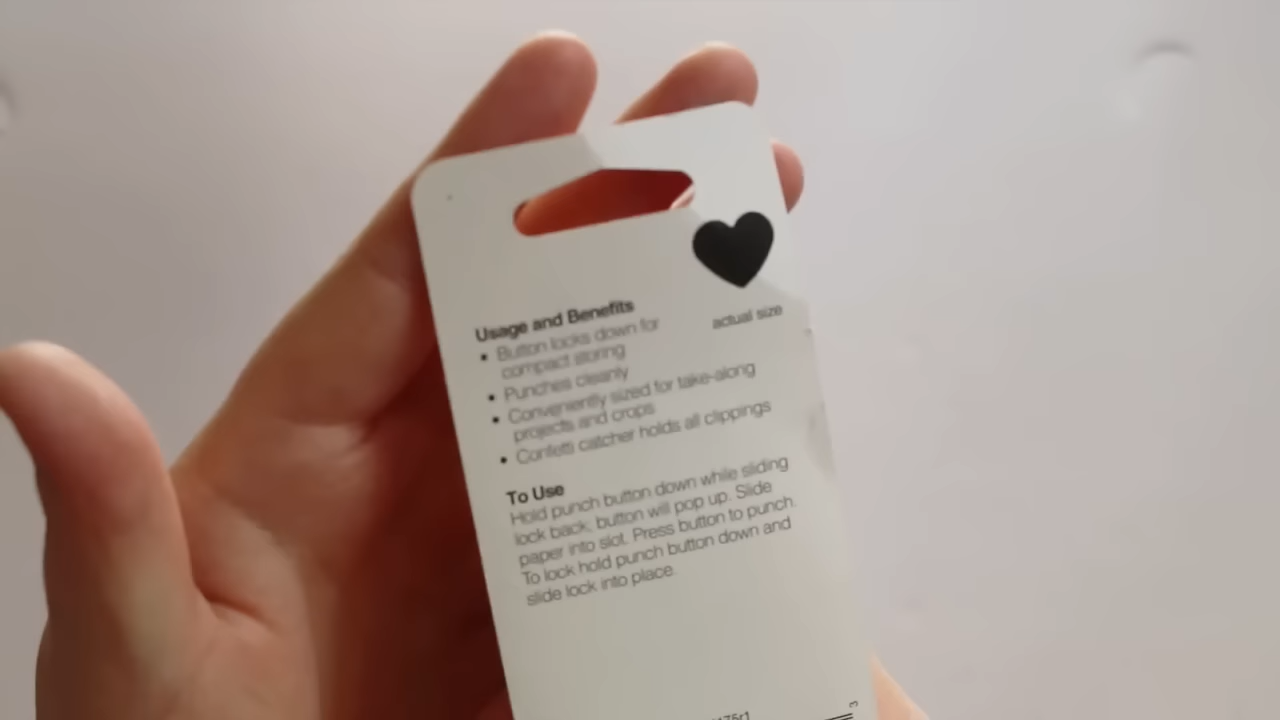 Usage and Benefits
actual size
• Button locks down for
compact storing
• Punches cleanly
• Conveniently sized for take-along
projects and crops
• Confetti catcher holds all clippings
To Use
Hold punch button down while sliding
lock back, button will pop up. Slide
paper into slot. Press button to punch.
To lock hold punch button down and
slide lock into place.